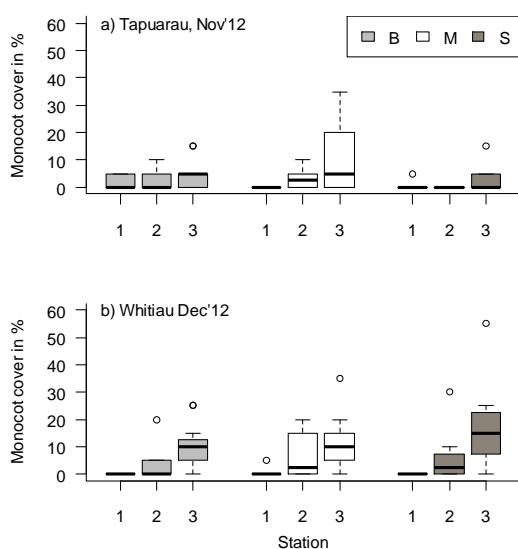 a) Tapuarau, Nov'12
B M S
Monocot cover in %
60
50
40
30
20
10
0
1 2 3 1 2 3 1 2 3
b) Whitiau Dec'12
Monocot cover in %
60
50
40
30
20
10
0
1 2 3 1 2 3 1 2 3
Station